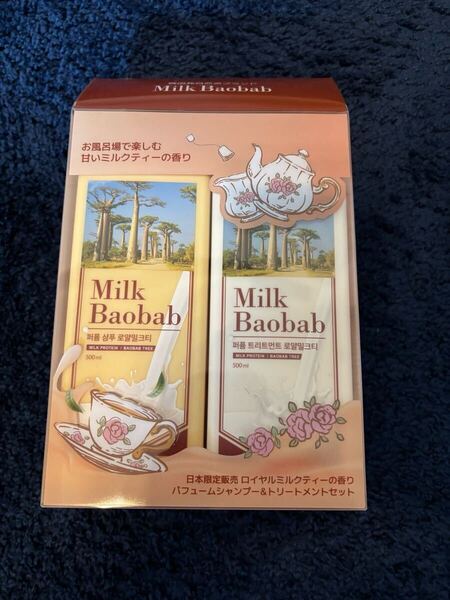 Milk Baobab
お風呂場で楽しむ
甘いミルクティーの香り
Milk
Baobab
퍼퓸 샴푸 로얄밀크티
MILK PROTEIN / BAOBAB TREE
500ml
Milk
Baobab
퍼퓸 트리트먼트 로얄밀크티
MILK PROTEIN / BAOBAB TREE
500ml
日本限定販売 ロイヤルミルクティーの香り
パフュームシャンプー&トリートメントセット